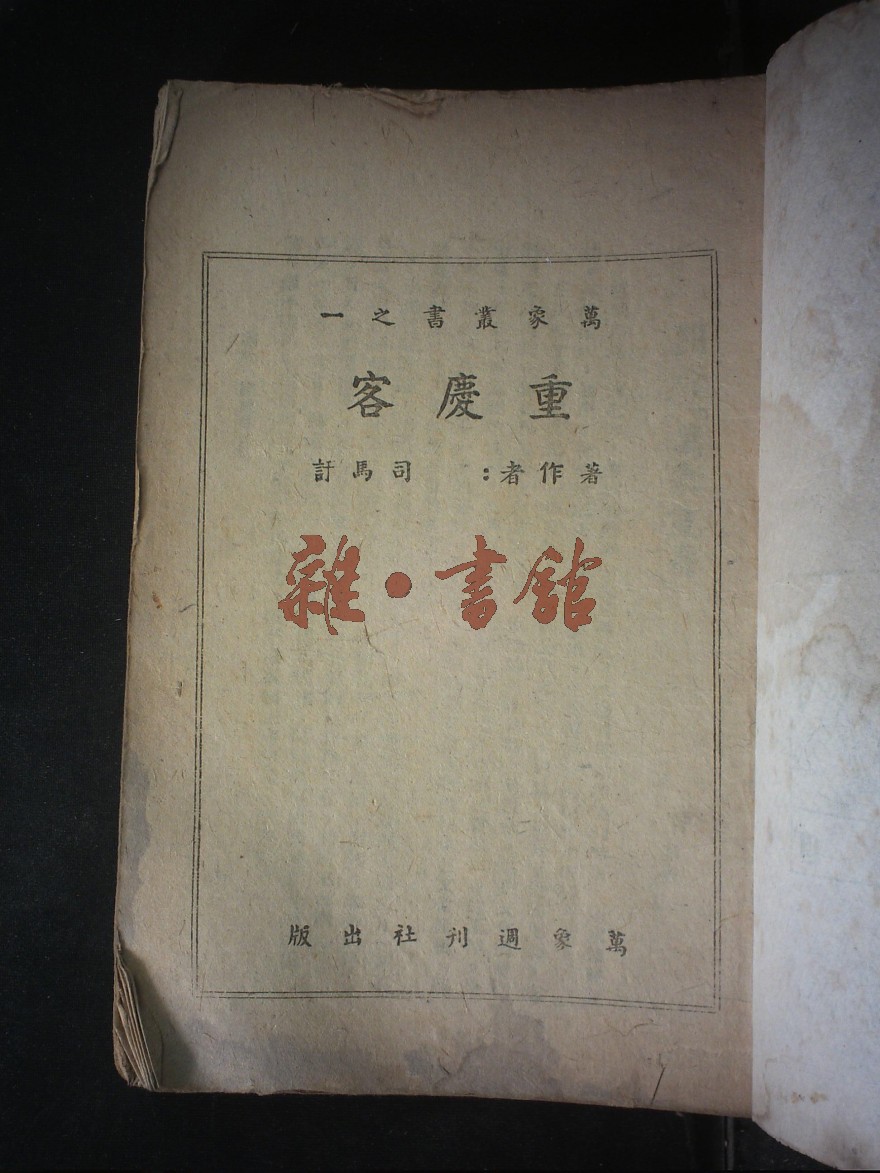 萬象叢書之一
重慶客
著作者： 司馬訏
雜·書館
萬象週刊社出版